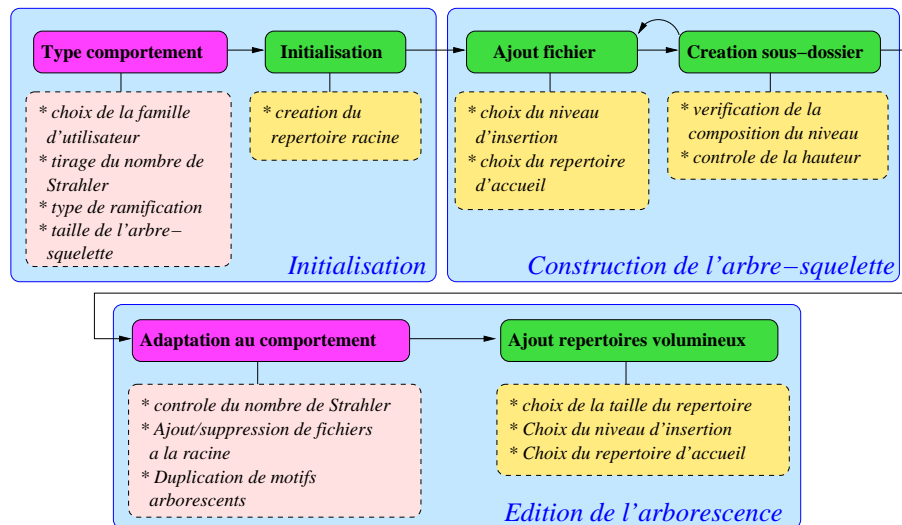 Type comportement
* choix de la famille
d'utilisateur
* tirage du nombre de
Strahler
* type de ramification
* taille de l'arbre−
squelette
Initialisation
* creation du
repertoire racine
Initialisation
Ajout fichier
* choix du niveau
d'insertion
* choix du repertoire
d'accueil
Creation sous−dossier
* verification de la
composition du niveau
* controle de la hauteur
Construction de l'arbre−squelette
Adaptation au comportement
* controle du nombre de Strahler
* Ajout/suppression de fichiers
a la racine
* Duplication de motifs
arborescents
Ajout repertoires volumineux
* choix de la taille du repertoire
* Choix du niveau d'insertion
* Choix du repertoire d'accueil
Edition de l'arborescence